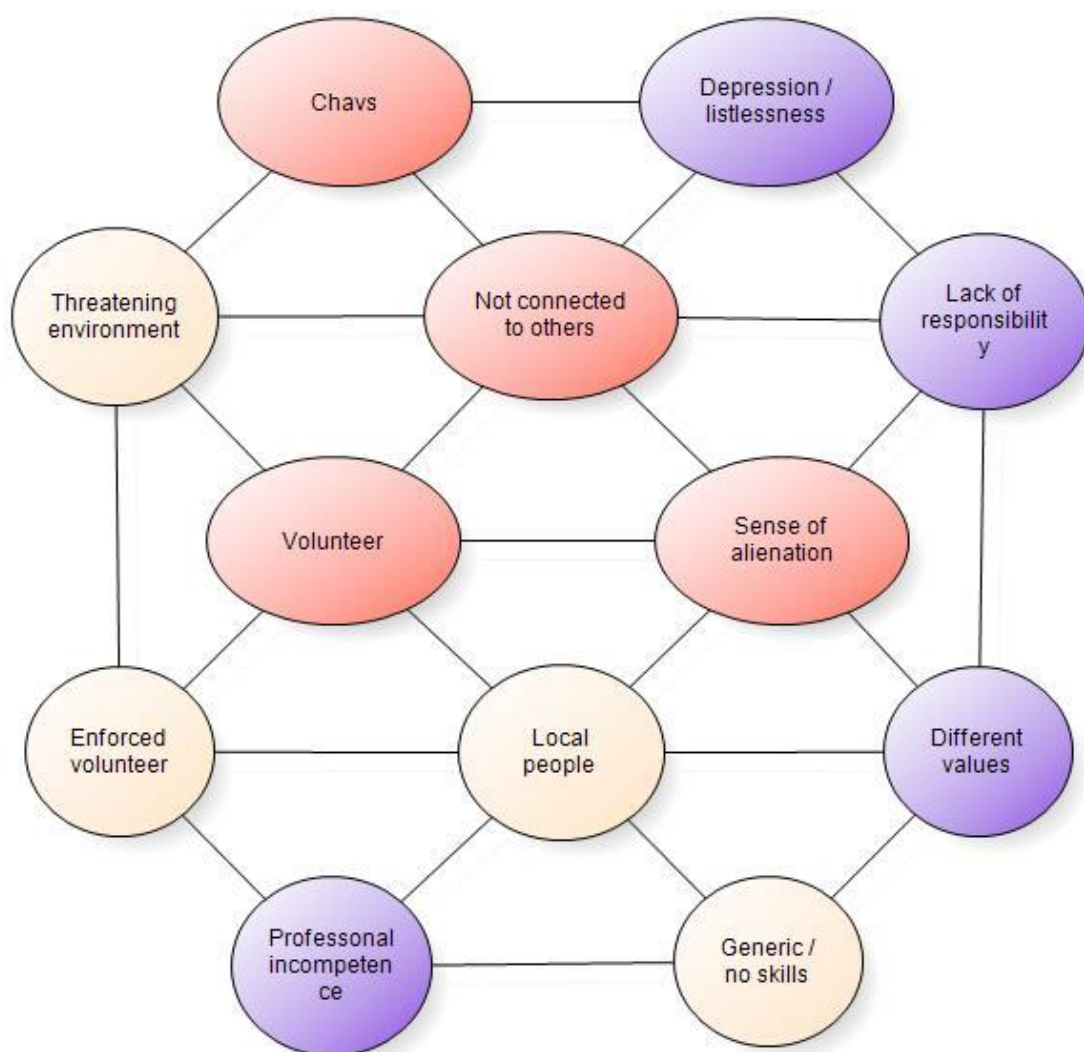 Chavs
Depression /
listlessness
Threatening
environment
Not connected
to others
Lack of
responsibilit
y
Volunteer
Sense of
alienation
Enforced
volunteer
Local
people
Different
values
Professonal
incompeten
ce
Generic /
no skills